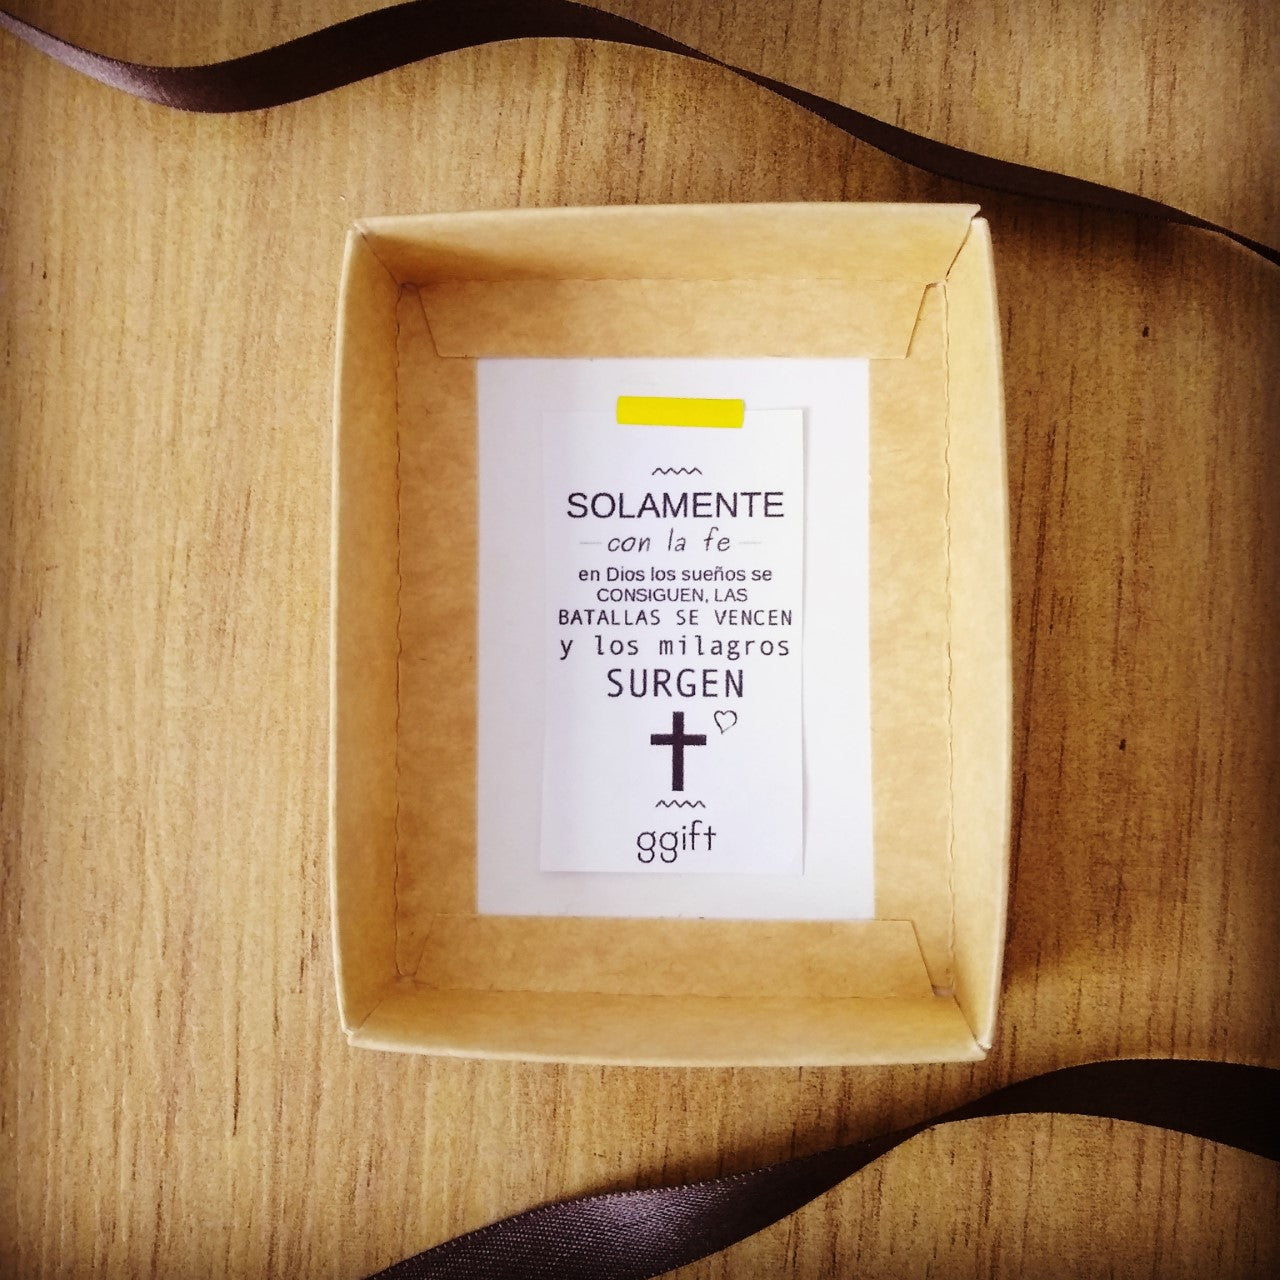 SOLAMENTE
con la fe
en Dios los sueños se
CONSIGUEN, LAS
BATALLAS SE VENCEN
y los milagros
SURGEN
ggift